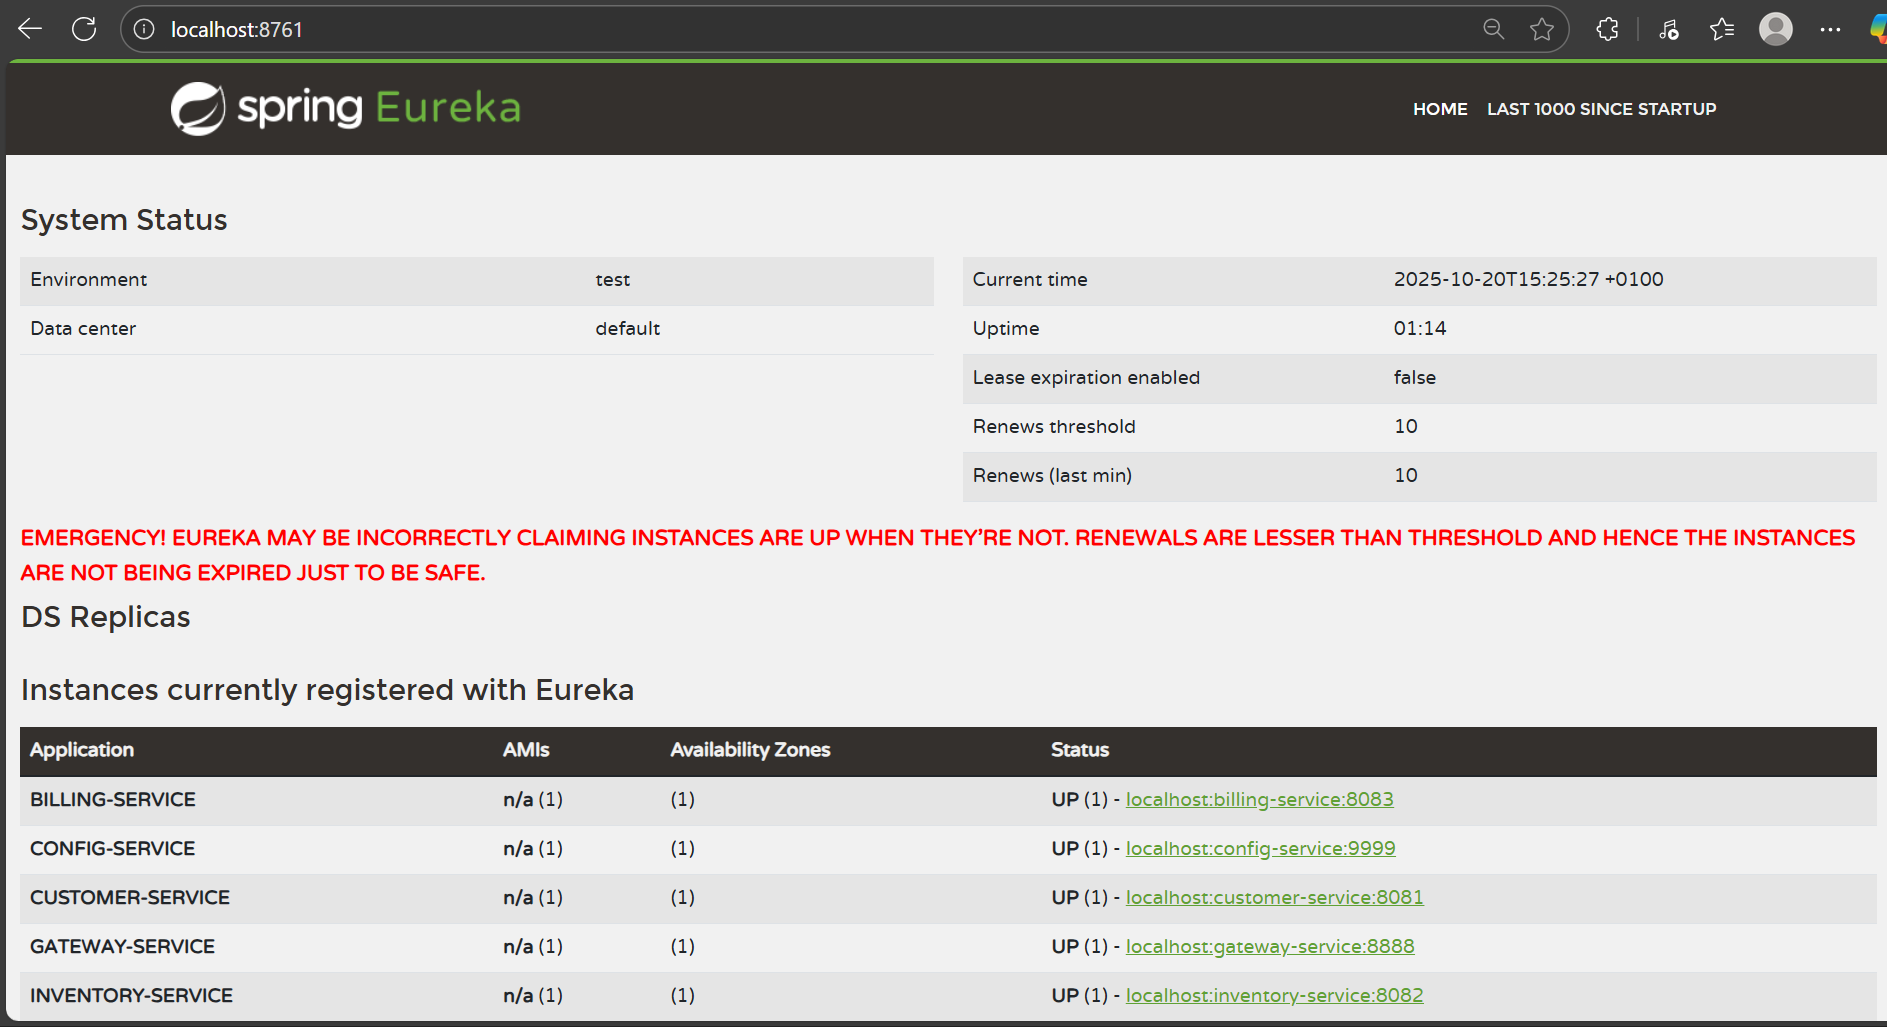 localhost:8761
spring Eureka
HOME LAST 1000 SINCE STARTUP
System Status
Environment test
Data center default
Current time 2025-10-20T15:25:27 +0100
Uptime 01:14
Lease expiration enabled false
Renews threshold 10
Renews (last min) 10
EMERGENCY! EUREKA MAY BE INCORRECTLY CLAIMING INSTANCES ARE UP WHEN THEY'RE NOT. RENEWALS ARE LESSER THAN THRESHOLD AND HENCE THE INSTANCES
ARE NOT BEING EXPIRED JUST TO BE SAFE.
DS Replicas
Instances currently registered with Eureka
Application AMIs Availability Zones Status
BILLING-SERVICE n/a (1) (1) UP (1) - localhost:billing-service:8083
CONFIG-SERVICE n/a (1) (1) UP (1) - localhost:config-service:9999
CUSTOMER-SERVICE n/a (1) (1) UP (1) - localhost:customer-service:8081
GATEWAY-SERVICE n/a (1) (1) UP (1) - localhost:gateway-service:8888
INVENTORY-SERVICE n/a (1) (1) UP (1) - localhost:inventory-service:8082